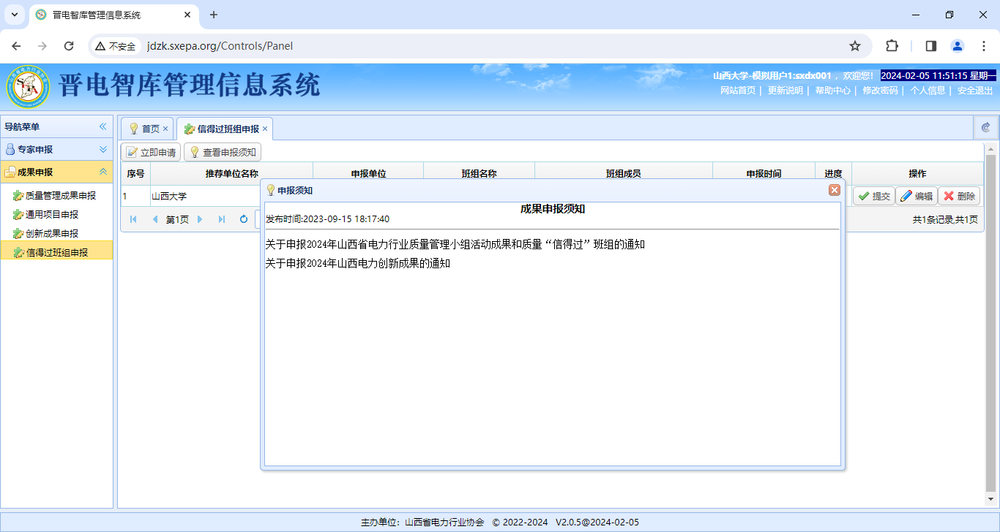 晋电智库管理信息系统
不安全 jdzk.sxepa.org/Controls/Panel
晋电智库管理信息系统
山西大学-模拟用户1:sxdx001 ，欢迎您! 2024-02-05 11:51:15 星期一
网站首页 | 更新说明 | 帮助中心 | 修改密码 | 个人信息 | 安全退出
导航菜单
专家申报
成果申报
质量管理成果申报
通用项目申报
创新成果申报
信得过班组申报
首页 信得过班组申报
立即申请 查看申报须知
序号 推荐单位名称 申报单位 班组名称 班组成员 申报时间 进度 操作
1 山西大学 提交 编辑 删除
第1页 共1条记录,共1页
申报须知
成果申报须知
发布时间:2023-09-15 18:17:40
关于申报2024年山西省电力行业质量管理小组活动成果和质量“信得过”班组的通知
关于申报2024年山西电力创新成果的通知
主办单位：山西省电力行业协会 © 2022-2024 V2.0.5@2024-02-05